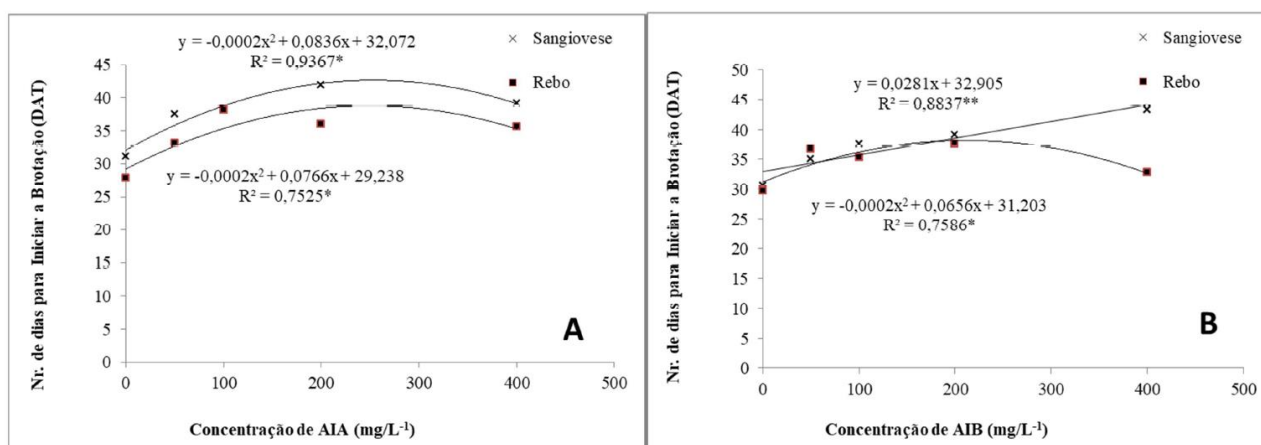 y = -0,0002x² + 0,0836x + 32,072
R² = 0,9367*
× Sangiovese
■ Rebo
45
40
35
30
25
20
15
10
5
0
y = -0,0002x² + 0,0766x + 29,238
R² = 0,7525*
Nr. de dias para Iniciar a Brotação (DAT)
A
0 100 200 300 400 500
Concentração de AIA (mg/L⁻¹)
y = 0,0281x + 32,905
R² = 0,8837**
× Sangiovese
■ Rebo
50
45
40
35
30
25
20
15
10
5
0
y = -0,0002x² + 0,0656x + 31,203
R² = 0,7586*
Nr. de dias para Iniciar a Brotação (DAT)
B
0 100 200 300 400 500
Concentração de AIB (mg/L⁻¹)